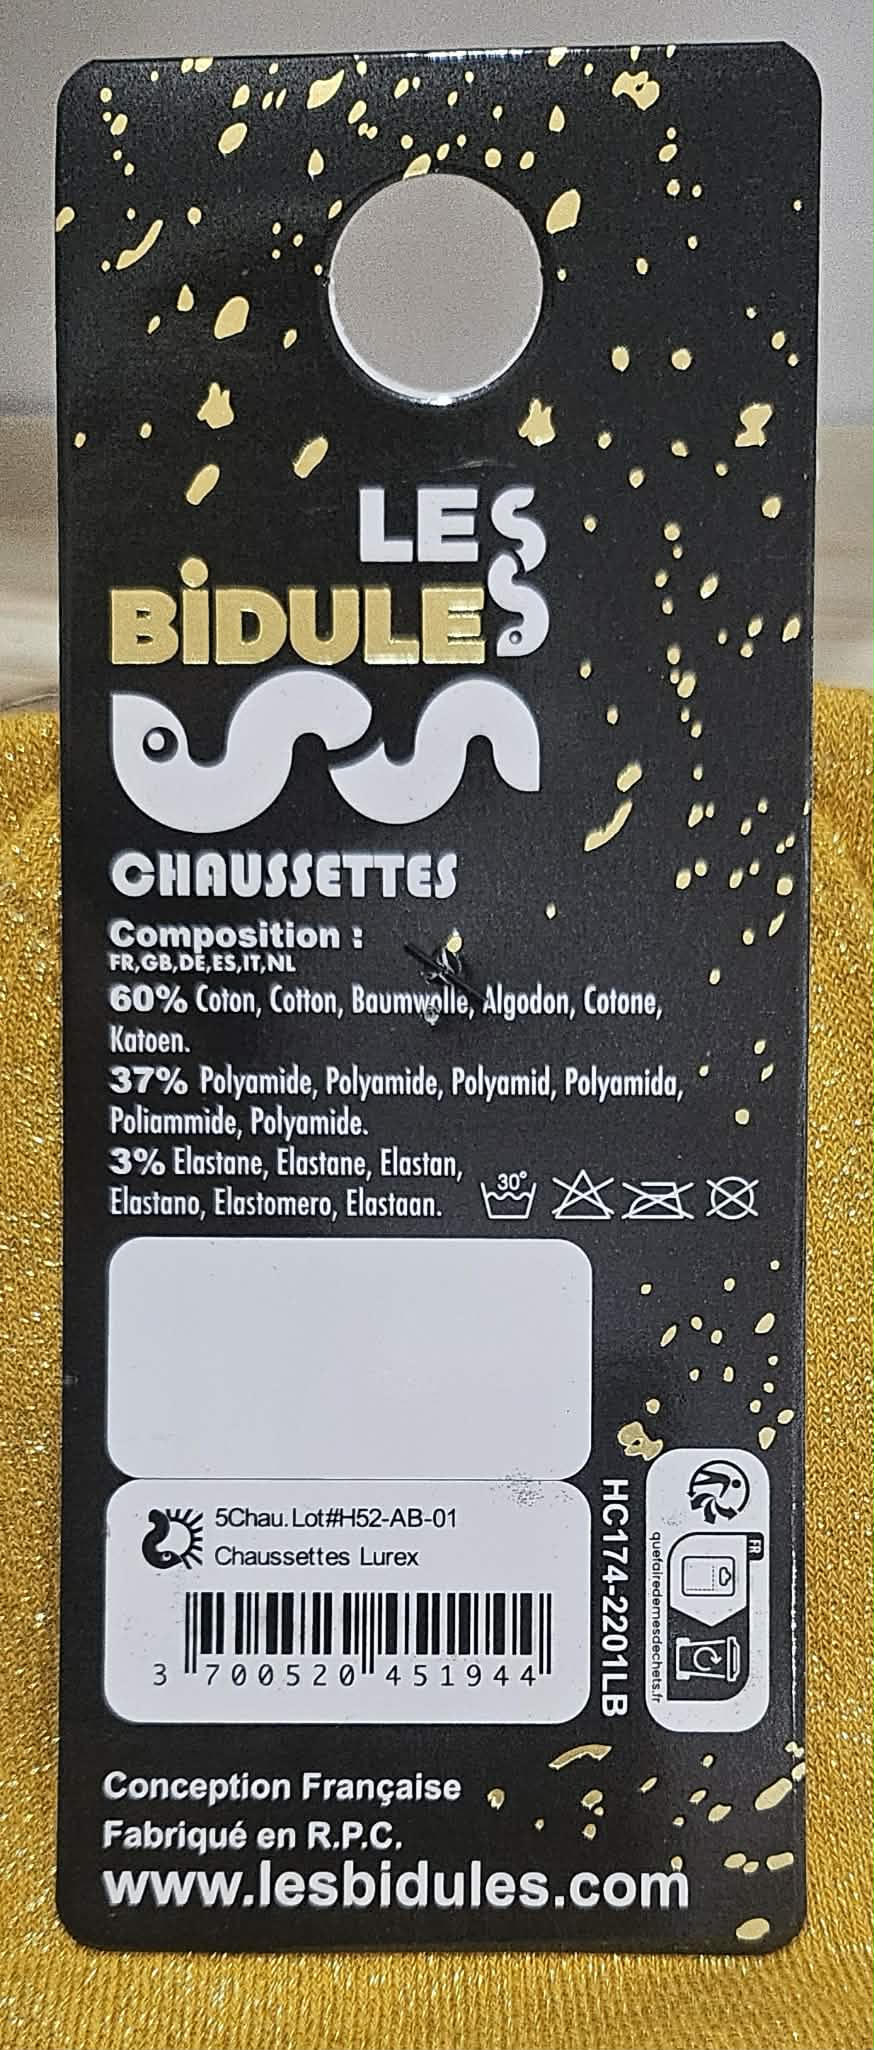 LES
BIDULES
CHAUSSETTES
Composition :
FR,GB,DE,ES,IT,NL
60% Coton, Cotton, Baumwolle, Algodon, Cotone,
Katoen.
37% Polyamide, Polyamide, Polyamid, Polyamida,
Poliammide, Polyamide.
3% Elastane, Elastane, Elastan,
Elastano, Elastomero, Elastaan.
30°
5Chau.Lot#H52-AB-01
Chaussettes Lurex
3 700520 451944
HC174-2201LB
FR
quefairedemesdechets.fr
Conception Française
Fabriqué en R.P.C.
www.lesbidules.com